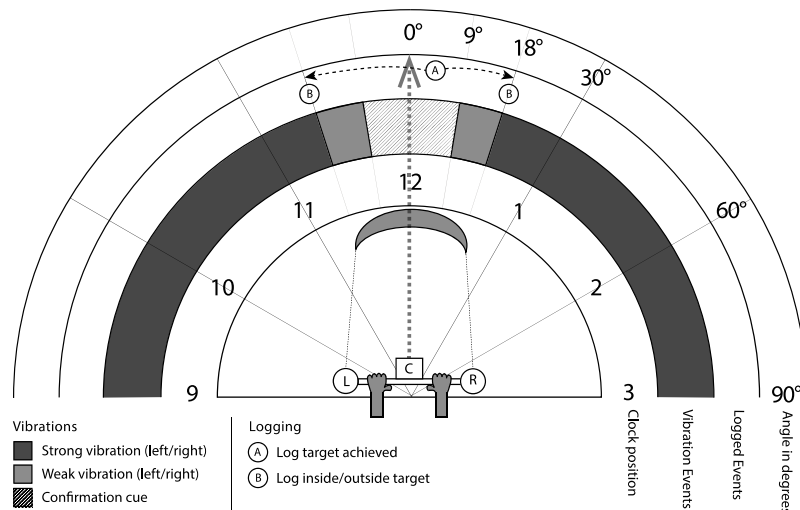 0° 9° 18°
30°
A
B B
12
11 1
60°
10 2
C
L R
9 3 90°
Clock position
Vibration Events
Logged Events
Angle in degrees
Vibrations
Strong vibration (left/right)
Weak vibration (left/right)
Confirmation cue
Logging
A Log target achieved
B Log inside/outside target